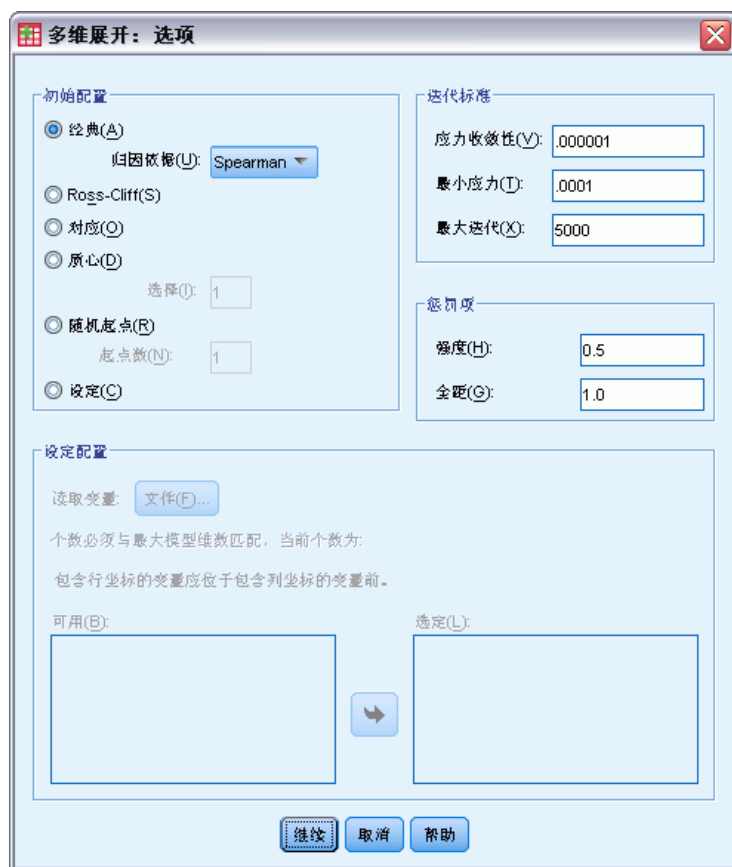 多维展开：选项
初始配置
经典(A)
归因依据(U): Spearman
Ross-Cliff(S)
对应(O)
质心(D)
选择(I): 1
随机起点(R)
起点数(N): 1
设定(C)
迭代标准
应力收敛性(V): .000001
最小应力(T): .0001
最大迭代(X): 5000
惩罚项
强度(H): 0.5
全距(G): 1.0
设定配置
读取变量: 文件(F)...
个数必须与最大模型维数匹配。当前个数为:
包含行坐标的变量应位于包含列坐标的变量前。
可用(B):
选定(L):
继续 取消 帮助